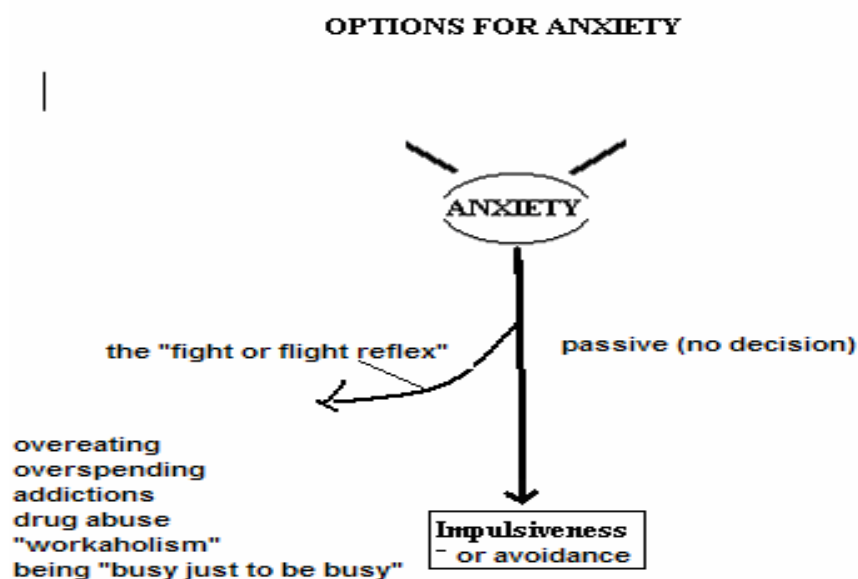 OPTIONS FOR ANXIETY
ANXIETY
the "fight or flight reflex"
passive (no decision)
overeating
overspending
addictions
drug abuse
"workaholism"
being "busy just to be busy"
Impulsiveness
- or avoidance